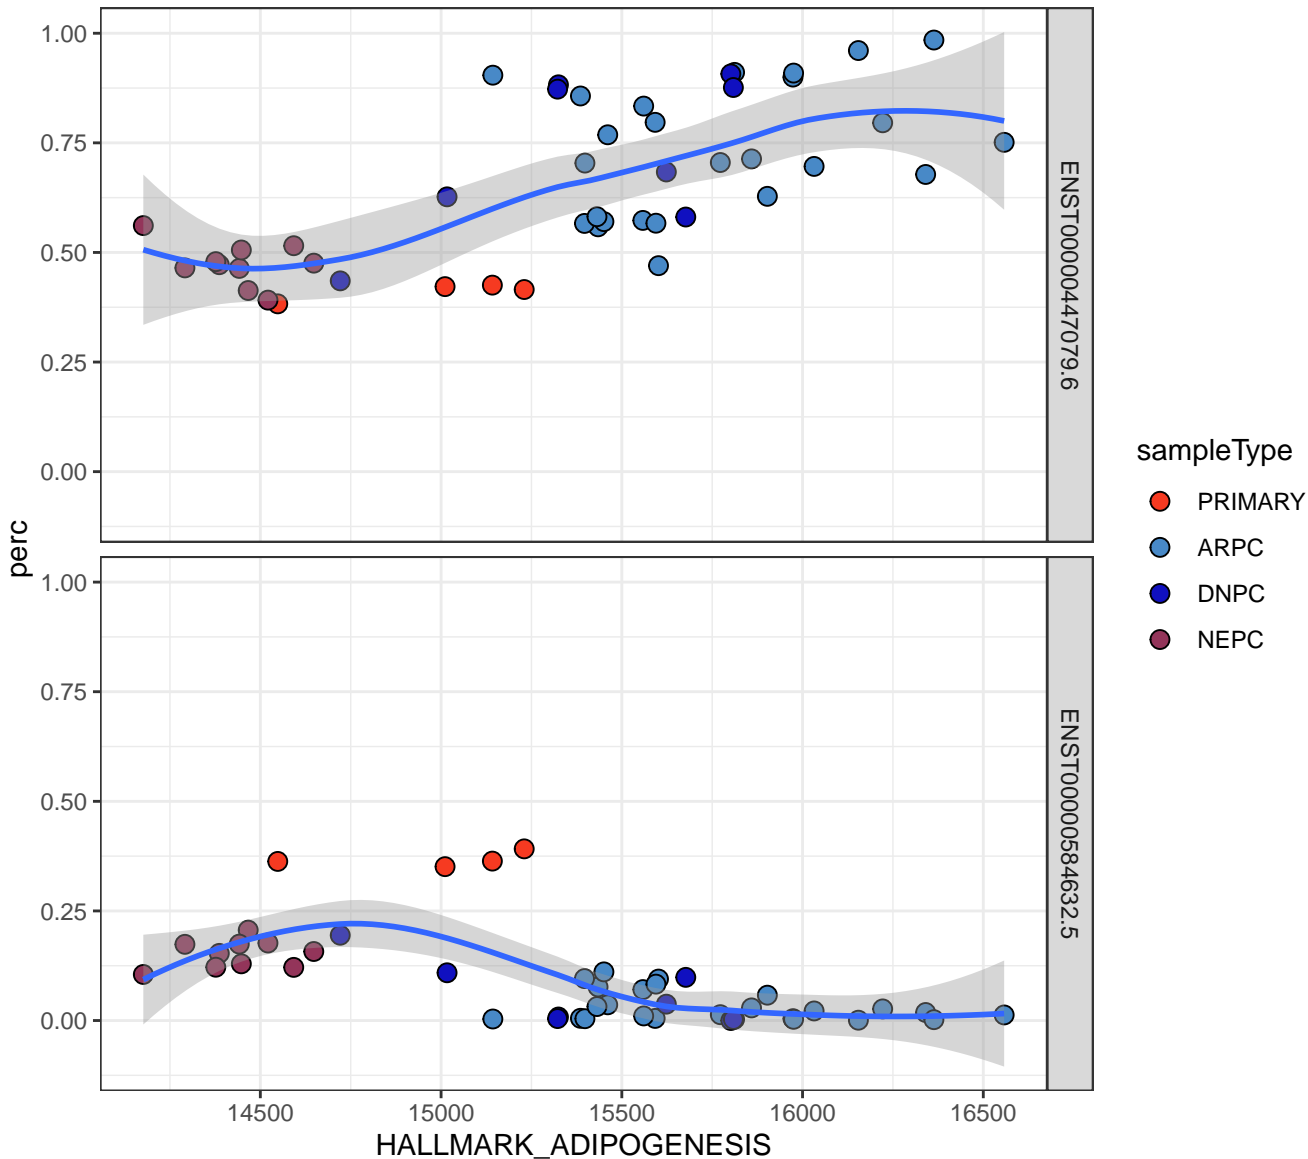 1.00
0.75
0.50
0.25
0.00
ENST00000447079.6
1.00
0.75
0.50
0.25
0.00
ENST00000584632.5
perc
14500 15000 15500 16000 16500
HALLMARK_ADIPOGENESIS
sampleType
PRIMARY
ARPC
DNPC
NEPC